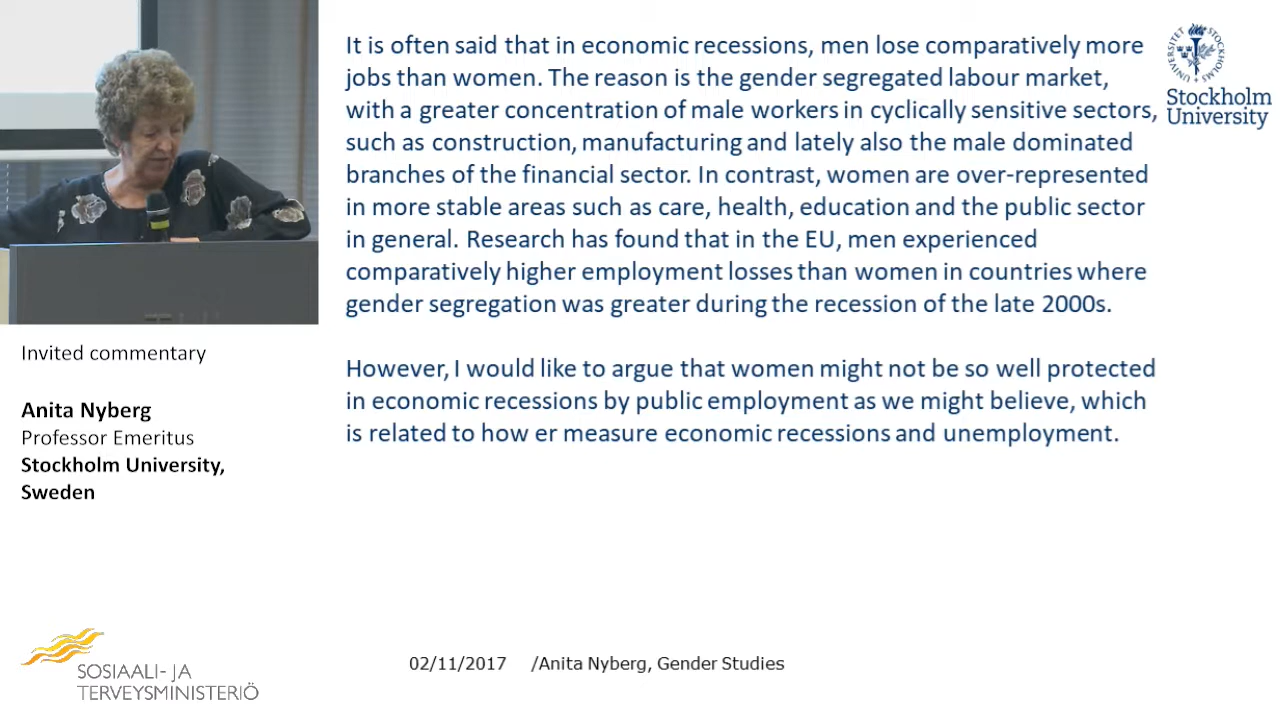 It is often said that in economic recessions, men lose comparatively more
jobs than women. The reason is the gender segregated labour market,
with a greater concentration of male workers in cyclically sensitive sectors,
such as construction, manufacturing and lately also the male dominated
branches of the financial sector. In contrast, women are over-represented
in more stable areas such as care, health, education and the public sector
in general. Research has found that in the EU, men experienced
comparatively higher employment losses than women in countries where
gender segregation was greater during the recession of the late 2000s.
However, I would like to argue that women might not be so well protected
in economic recessions by public employment as we might believe, which
is related to how er measure economic recessions and unemployment.
Stockholm
University
Invited commentary
Anita Nyberg
Professor Emeritus
Stockholm University,
Sweden
SOSIAALI- JA
TERVEYSMINISTERIÖ
02/11/2017 /Anita Nyberg, Gender Studies